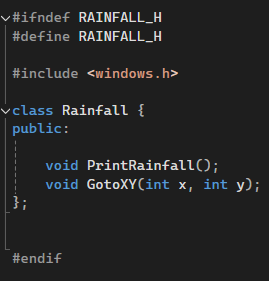 #ifndef RAINFALL_H
#define RAINFALL_H
#include <windows.h>
class Rainfall {
public:
void PrintRainfall();
void GotoXY(int x, int y);
};
#endif